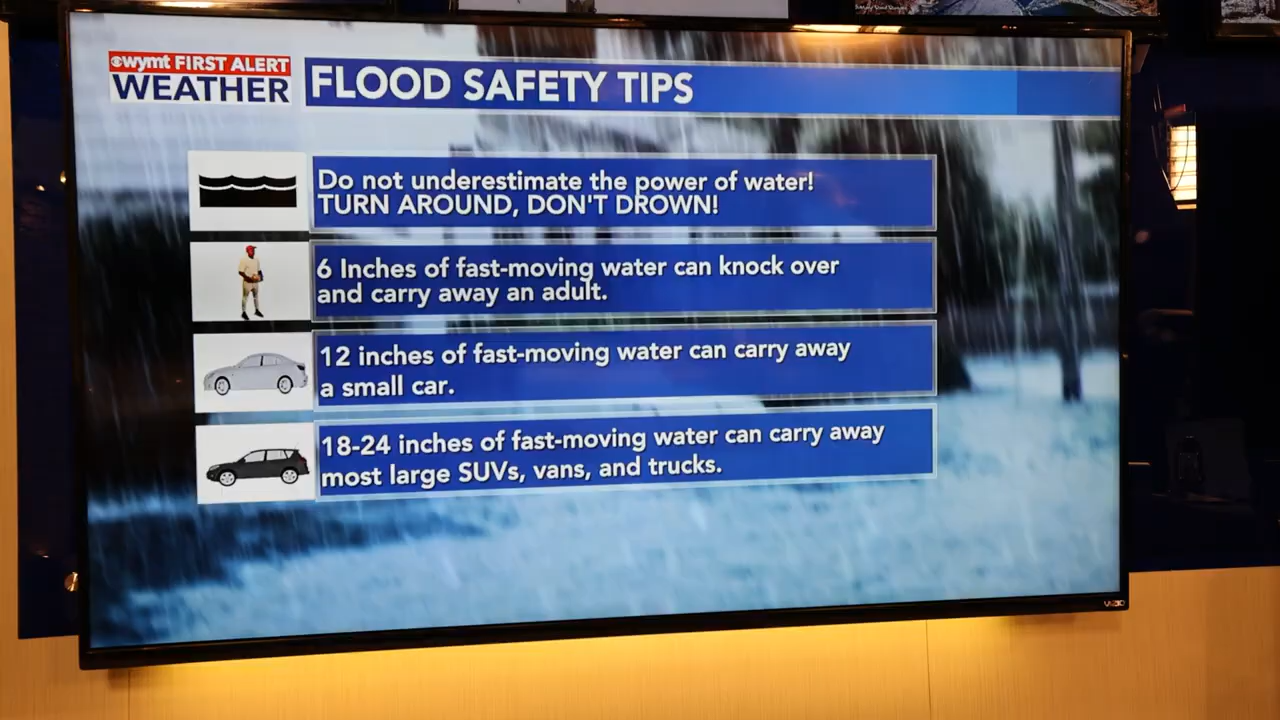 wymt FIRST ALERT
WEATHER
FLOOD SAFETY TIPS
Do not underestimate the power of water!
TURN AROUND, DON'T DROWN!
6 Inches of fast-moving water can knock over
and carry away an adult.
12 inches of fast-moving water can carry away
a small car.
18-24 inches of fast-moving water can carry away
most large SUVs, vans, and trucks.
VIZIO